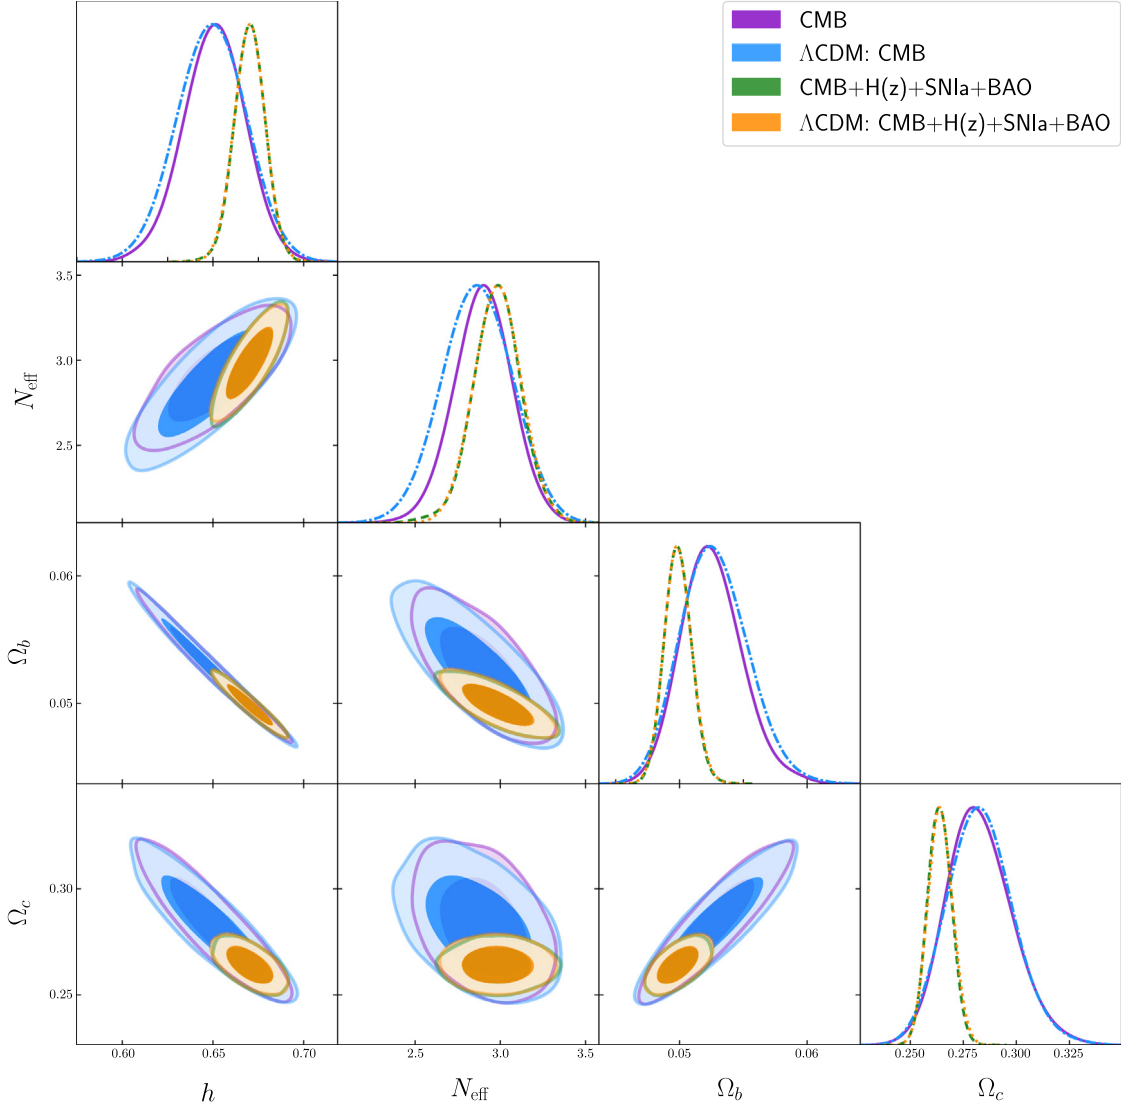 CMB
ΛCDM: CMB
CMB+H(z)+SNIa+BAO
ΛCDM: CMB+H(z)+SNIa+BAO
3.5
3.0
2.5
N_eff
0.06
0.05
Ω_b
0.30
0.25
Ω_c
0.60 0.65 0.70
2.5 3.0 3.5
0.05 0.06
0.250 0.275 0.300 0.325
h
N_eff
Ω_b
Ω_c